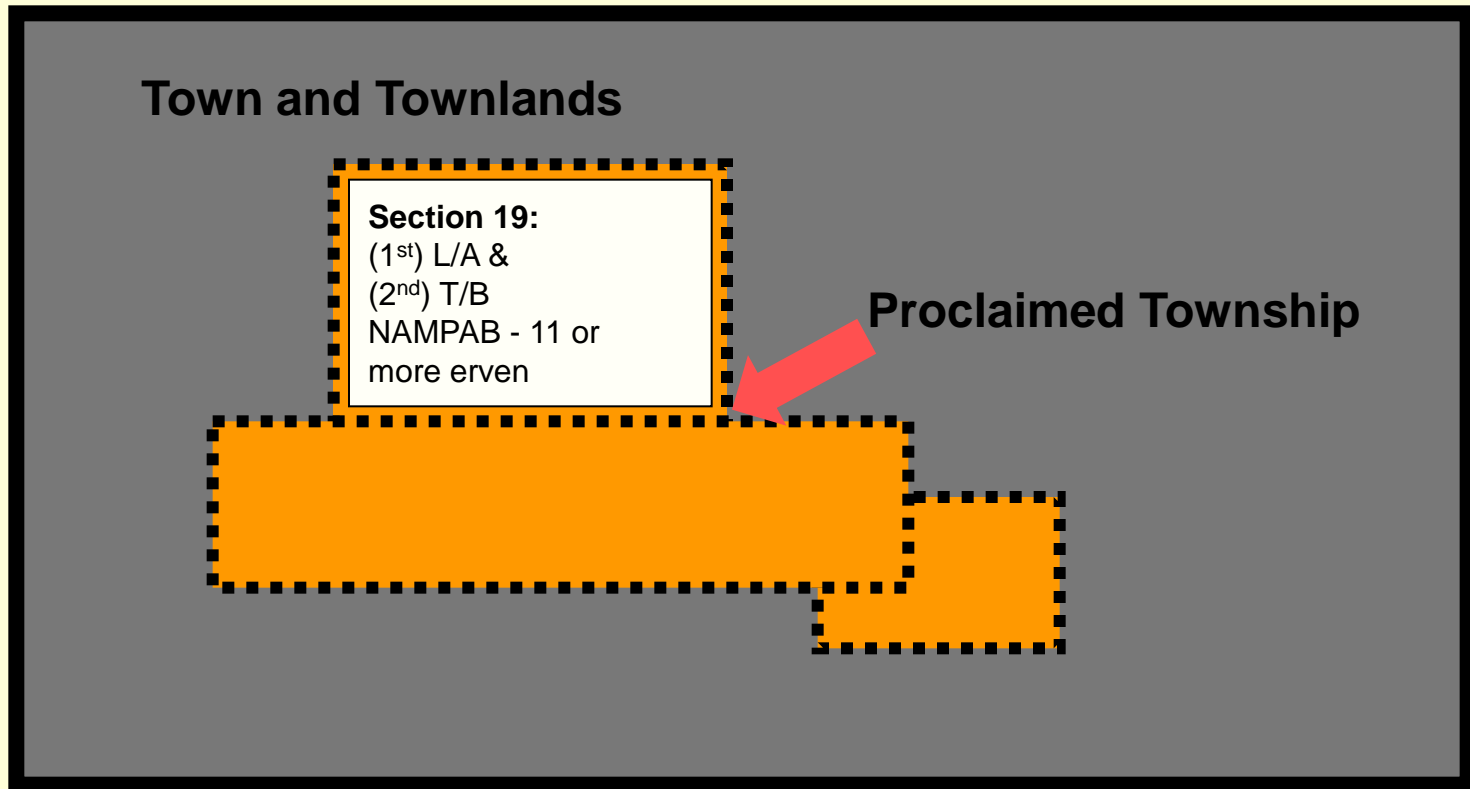 Town and Townlands
Section 19:
(1st) L/A &
(2nd) T/B
NAMPAB - 11 or
more erven
Proclaimed Township